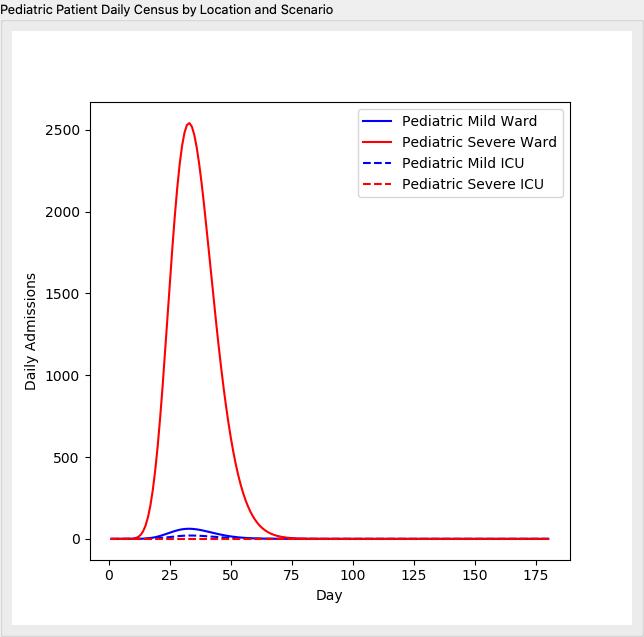 Pediatric Patient Daily Census by Location and Scenario
Pediatric Mild Ward
Pediatric Severe Ward
Pediatric Mild ICU
Pediatric Severe ICU
Daily Admissions
2500
2000
1500
1000
500
0
0 25 50 75 100 125 150 175
Day